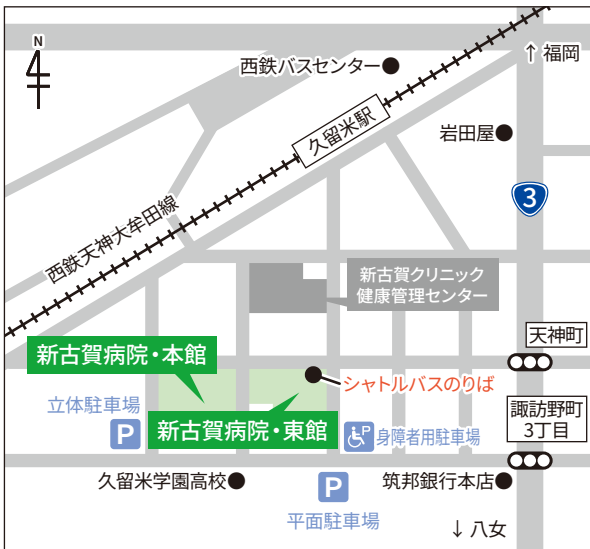 N
西鉄バスセンター
↑ 福岡
久留米駅
岩田屋
3
西鉄天神大牟田線
新古賀クリニック
健康管理センター
天神町
新古賀病院・本館
シャトルバスのりば
立体駐車場
P
新古賀病院・東館
P
身障者用駐車場
諏訪野町
3丁目
久留米学園高校
P
筑邦銀行本店
平面駐車場
↓ 八女